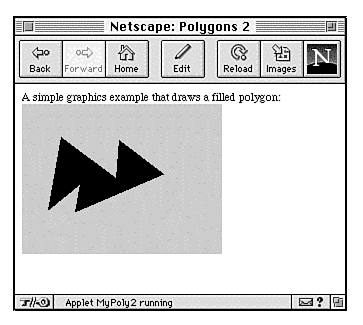 Netscape: Polygons 2
Back Forward Home Edit Reload Images N
A simple graphics example that draws a filled polygon:
Applet MyPoly2 running ?